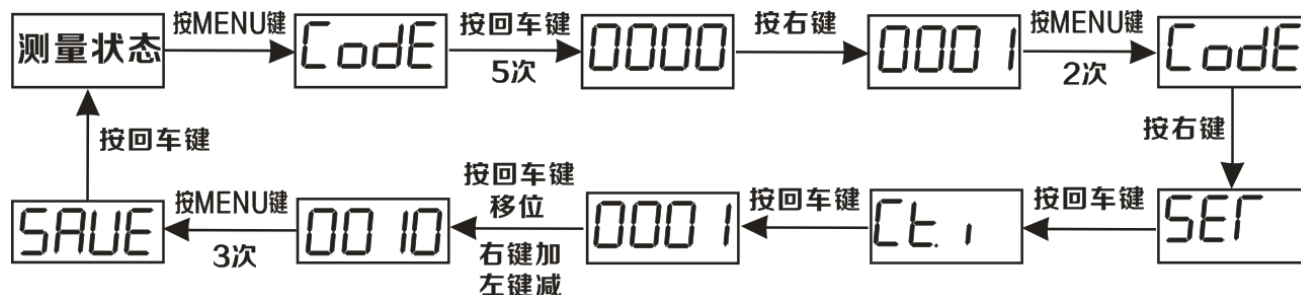 测量状态
按MENU键
CodE
按回车键
5次
0000
按右键
0001
按MENU键
2次
CodE
按右键
SET
按回车键
Ct.i
按回车键
0001
按回车键
移位
右键加
左键减
0010
按MENU键
3次
SAVE
按回车键